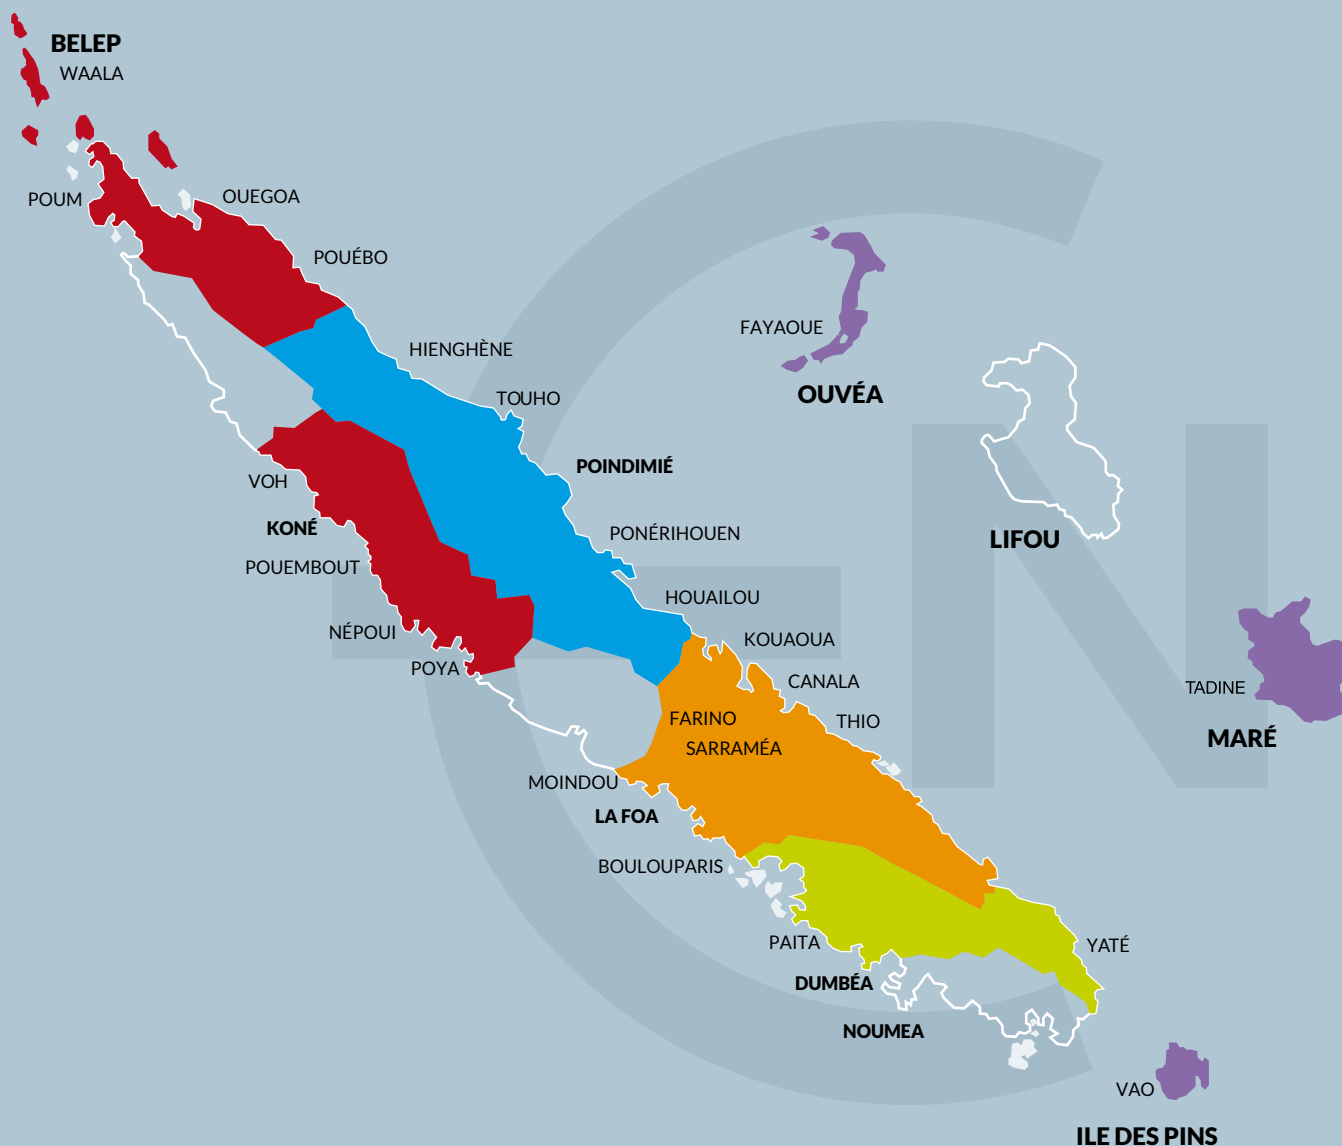 BELEP
WAALA
POUM
OUEGOA
POUÉBO
HIENGHÈNE
TOUHO
POINDIMIÉ
VOH
KONÉ
PONÉRIHOUEN
POUEMBOUT
HOUAILOU
NÉPOUI
KOUAOUA
POYA
CANALA
FARINO
THIO
SARRAMÉA
MOINDOU
LA FOA
BOULOUPARIS
PAITA
YATÉ
DUMBÉA
NOUMEA
FAYAOUE
OUVÉA
LIFOU
TADINE
MARÉ
VAO
ILE DES PINS